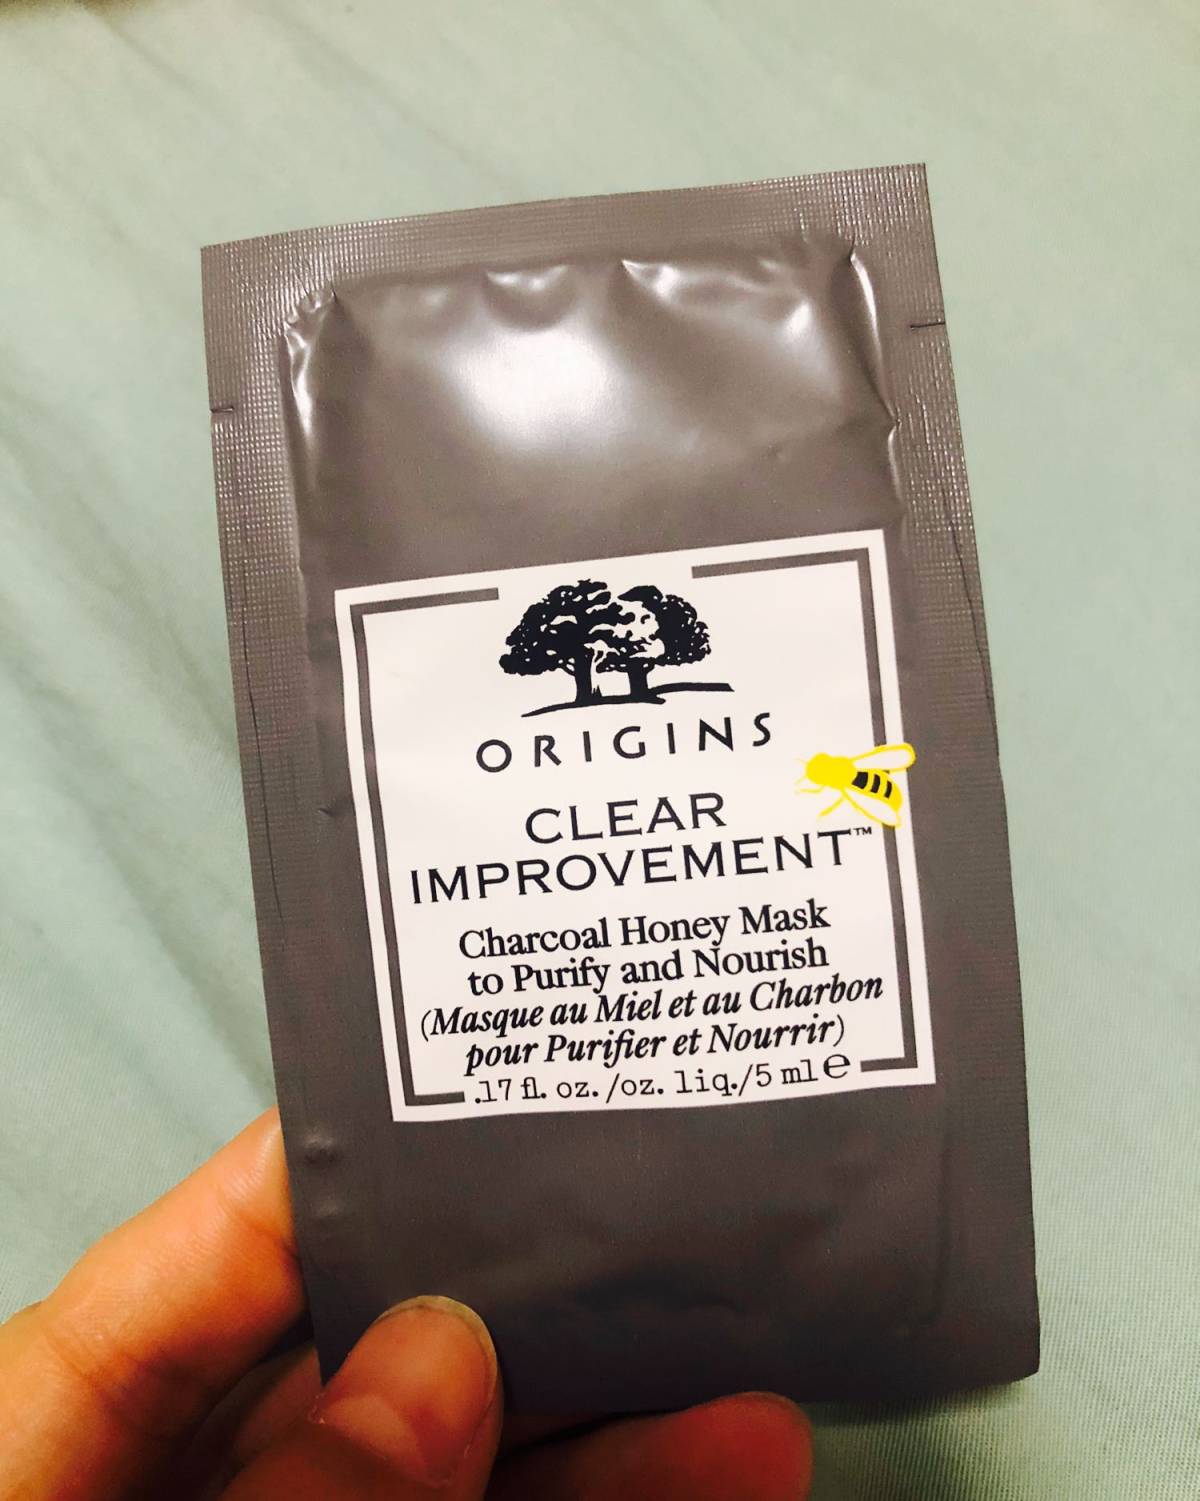 ORIGINS
CLEAR
IMPROVEMENT™
Charcoal Honey Mask
to Purify and Nourish
(Masque au Miel et au Charbon
pour Purifier et Nourrir)
.17 fl. oz./oz. liq./5 ml ℮